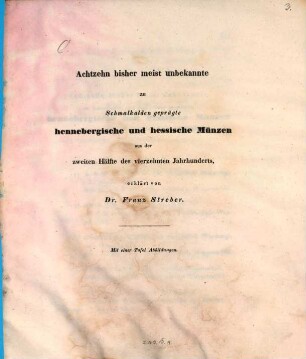 3.
Achtzehn bisher meist unbekannte
zu
Schmalkalden geprägte
hennebergische und hessische Münzen
aus der
zweiten Hälfte des vierzehnten Jahrhunderts,
erklärt von
Dr. Franz Streber.
Mit einer Tafel Abbildungen.